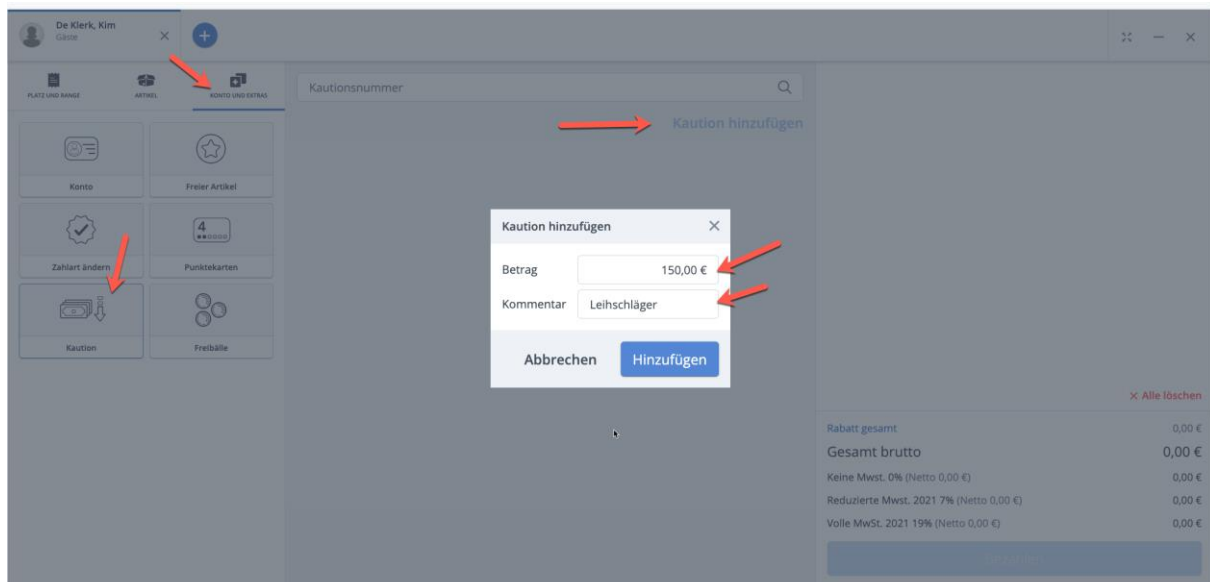 De Klerk, Kim
Gäste
PLATZ UND RANGE
ARTIKEL
KONTO UND EXTRAS
Konto
Freier Artikel
4
Zahlart ändern
Punktekarten
Kaution
Freibälle
Kautionsnummer
Kaution hinzufügen
Kaution hinzufügen
Betrag
150,00 €
Kommentar
Leihschläger
Abbrechen
Hinzufügen
Alle löschen
Rabatt gesamt 0,00 €
Gesamt brutto 0,00 €
Keine Mwst. 0% (Netto 0,00 €) 0,00 €
Reduzierte Mwst. 2021 7% (Netto 0,00 €) 0,00 €
Volle MwSt. 2021 19% (Netto 0,00 €) 0,00 €